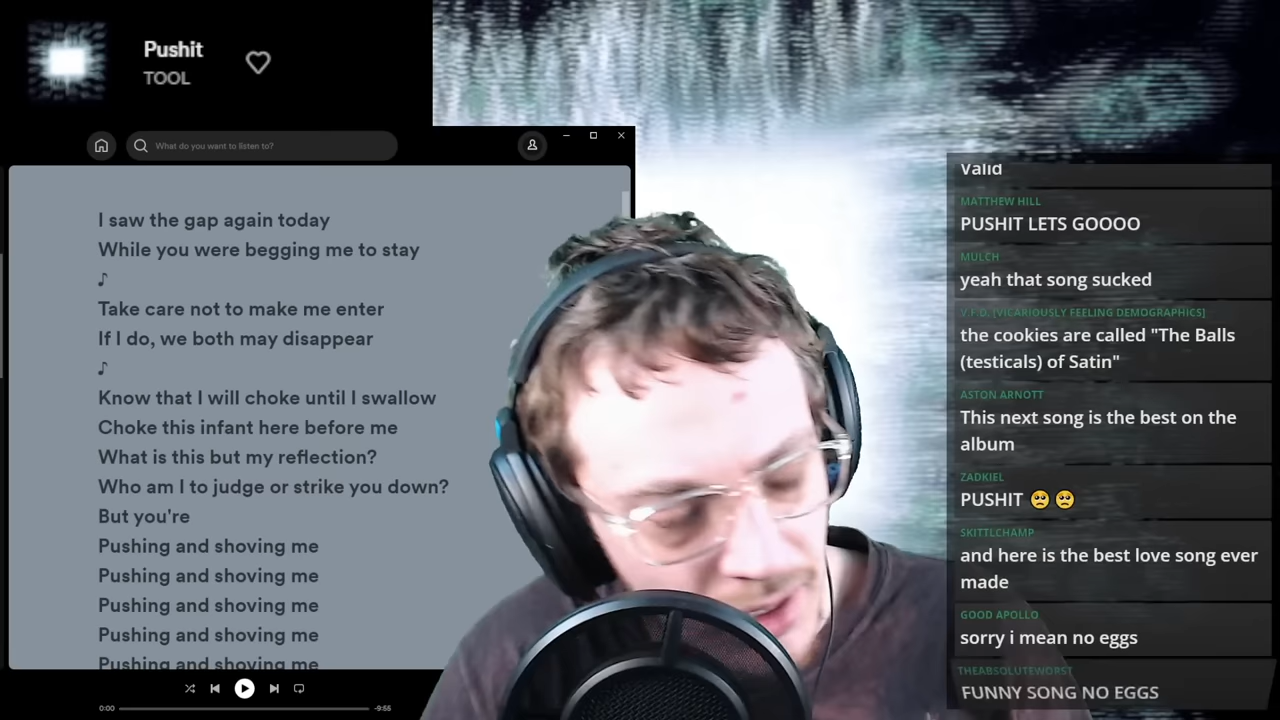 Pushit
TOOL
What do you want to listen to?
I saw the gap again today
While you were begging me to stay
♪
Take care not to make me enter
If I do, we both may disappear
♪
Know that I will choke until I swallow
Choke this infant here before me
What is this but my reflection?
Who am I to judge or strike you down?
But you're
Pushing and shoving me
Pushing and shoving me
Pushing and shoving me
Pushing and shoving me
Pushing and shoving me
0:00
-9:55
Valid
MATTHEW HILL
PUSHIT LETS GOOOO
MULCH
yeah that song sucked
V.F.D. (VICARIOUSLY FEELING DEMOGRAPHICS)
the cookies are called "The Balls
(testicals) of Satin"
ASTON ARNOTT
This next song is the best on the
album
ZADKIEL
PUSHIT 🥺🥺
SKITTLCHAMP
and here is the best love song ever
made
GOOD APOLLO
sorry i mean no eggs
THEABSOLUTEWORST
FUNNY SONG NO EGGS